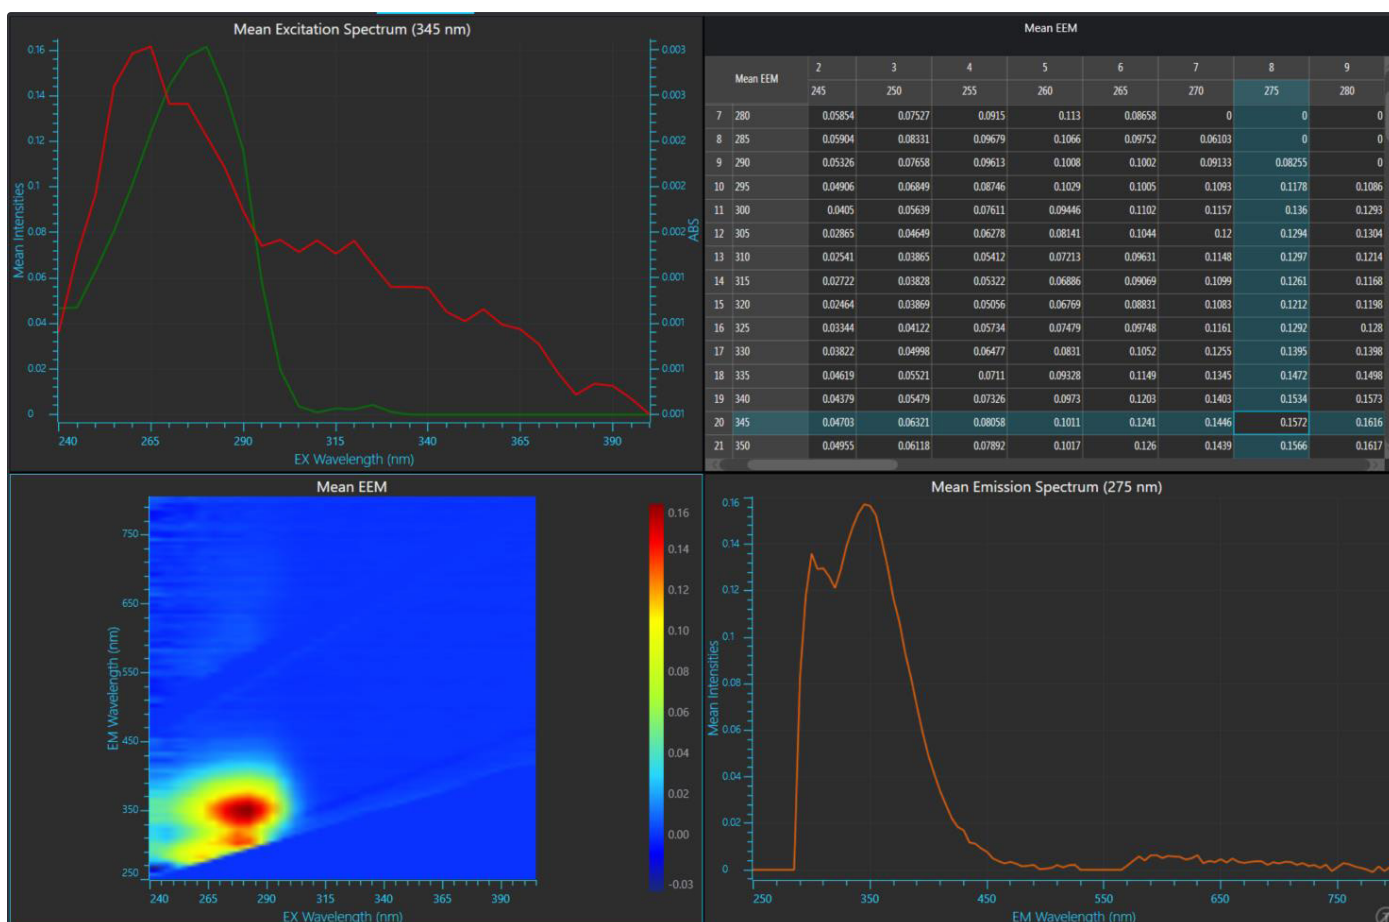 Mean Excitation Spectrum (345 nm)
Mean Intensities
0.16
0.14
0.12
0.1
0.08
0.06
0.04
0.02
0
240 265 290 315 340 365 390
EX Wavelength (nm)
0.003
0.003
0.002
0.002
0.002
0.001
0.001
0.001
0.001
ABS
Mean EEM
Mean EEM 2 3 4 5 6 7 8 9
245 250 255 260 265 270 275 280
7 280 0.05854 0.07527 0.0915 0.113 0.08658 0 0 0
8 285 0.05904 0.08331 0.09679 0.1066 0.09752 0.06103 0 0
9 290 0.05326 0.07658 0.09613 0.1008 0.1002 0.09133 0.08255 0
10 295 0.04906 0.06849 0.08746 0.1029 0.1005 0.1093 0.1178 0.1086
11 300 0.0405 0.05639 0.07611 0.09446 0.1102 0.1157 0.136 0.1293
12 305 0.02865 0.04649 0.06278 0.08141 0.1044 0.12 0.1294 0.1304
13 310 0.02541 0.03865 0.05412 0.07213 0.09631 0.1148 0.1297 0.1214
14 315 0.02722 0.03828 0.05322 0.06886 0.09069 0.1099 0.1261 0.1168
15 320 0.02464 0.03869 0.05056 0.06769 0.08831 0.1083 0.1212 0.1198
16 325 0.03344 0.04122 0.05734 0.07479 0.09748 0.1161 0.1292 0.128
17 330 0.03822 0.04998 0.06477 0.0831 0.1052 0.1255 0.1395 0.1398
18 335 0.04619 0.05521 0.0711 0.09328 0.1149 0.1345 0.1472 0.1498
19 340 0.04379 0.05479 0.07326 0.0973 0.1203 0.1403 0.1534 0.1573
20 345 0.04703 0.06321 0.08058 0.1011 0.1241 0.1446 0.1572 0.1616
21 350 0.04955 0.06118 0.07892 0.1017 0.126 0.1439 0.1566 0.1617
Mean EEM
EM Wavelength (nm)
750
650
550
450
350
250
240 265 290 315 340 365 390
EX Wavelength (nm)
0.16
0.14
0.12
0.10
0.08
0.06
0.04
0.02
0.00
-0.03
Mean Emission Spectrum (275 nm)
Mean Intensities
0.16
0.14
0.12
0.1
0.08
0.06
0.04
0.02
0
250 350 450 550 650 750
EM Wavelength (nm)